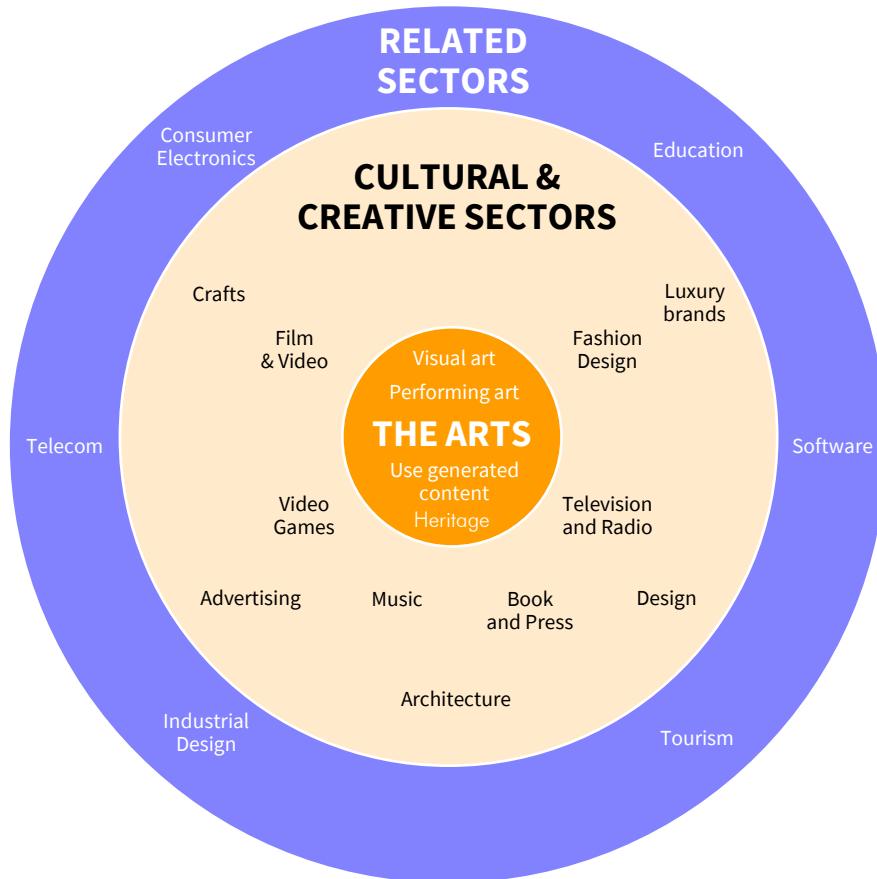 RELATED
SECTORS
Consumer
Electronics
Education
CULTURAL &
CREATIVE SECTORS
Crafts
Luxury
brands
Film
& Video
Fashion
Design
Visual art
Performing art
THE ARTS
Use generated
content
Heritage
Telecom
Software
Video
Games
Television
and Radio
Advertising
Music
Book
and Press
Design
Architecture
Industrial
Design
Tourism